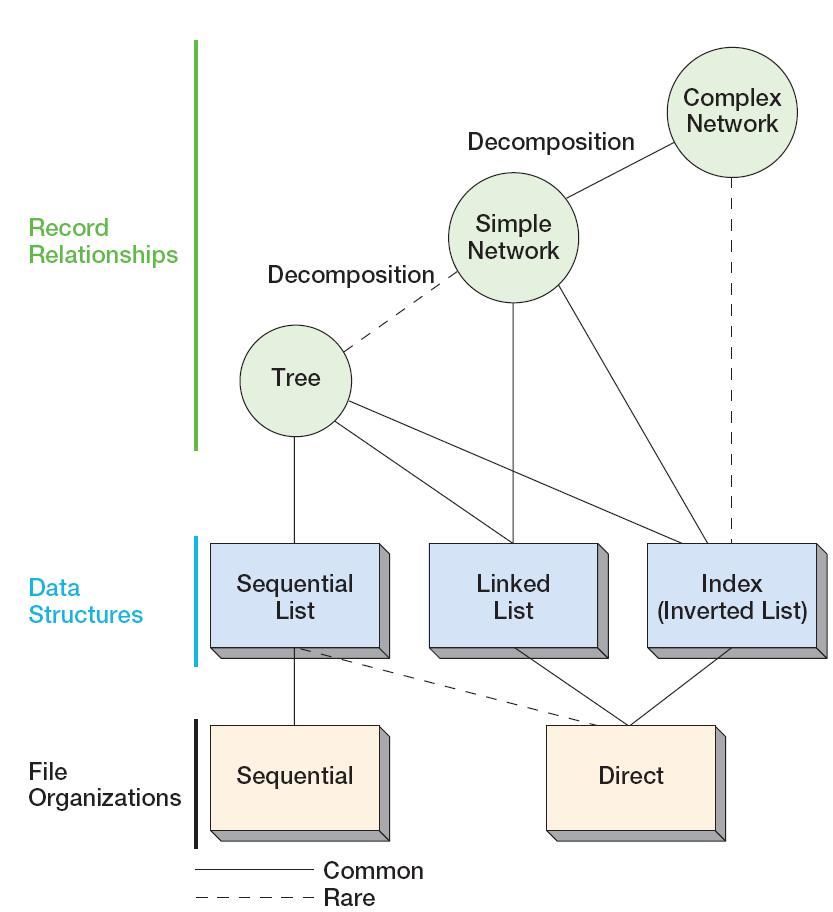 Complex
Network
Decomposition
Simple
Network
Record
Relationships
Decomposition
Tree
Data
Structures
Sequential
List
Linked
List
Index
(Inverted List)
File
Organizations
Sequential
Direct
Common
Rare